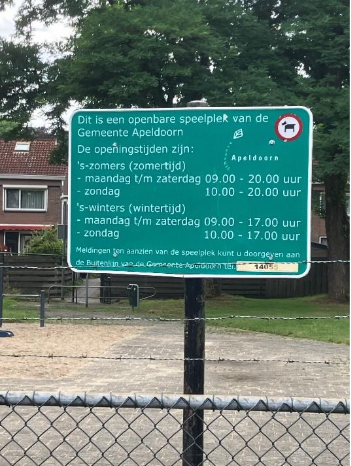 Dit is een openbare speelplek van de
Gemeente Apeldoorn
Apeldoorn
De openingstijden zijn:
's-zomers (zomertijd)
- maandag t/m zaterdag 09.00 - 20.00 uur
- zondag 10.00 - 20.00 uur
's-winters (wintertijd)
- maandag t/m zaterdag 09.00 - 17.00 uur
- zondag 10.00 - 17.00 uur
Meldingen ten aanzien van de speelplek kunt u doorgeven aan
de Buitenlijn van de Gemeente Apeldoorn tel.